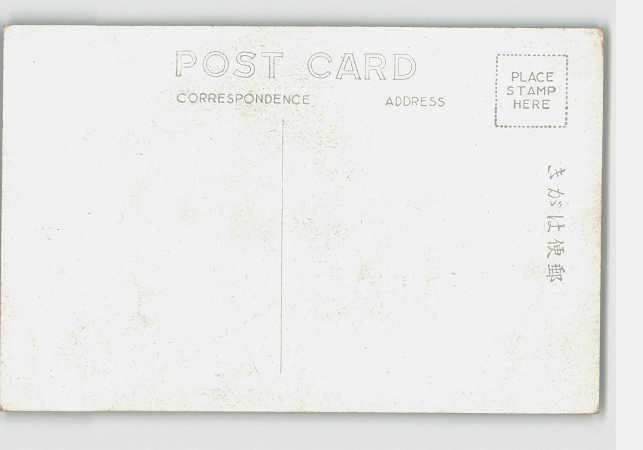 POST CARD
CORRESPONDENCE
ADDRESS
PLACE
STAMP
HERE
きがは便郵